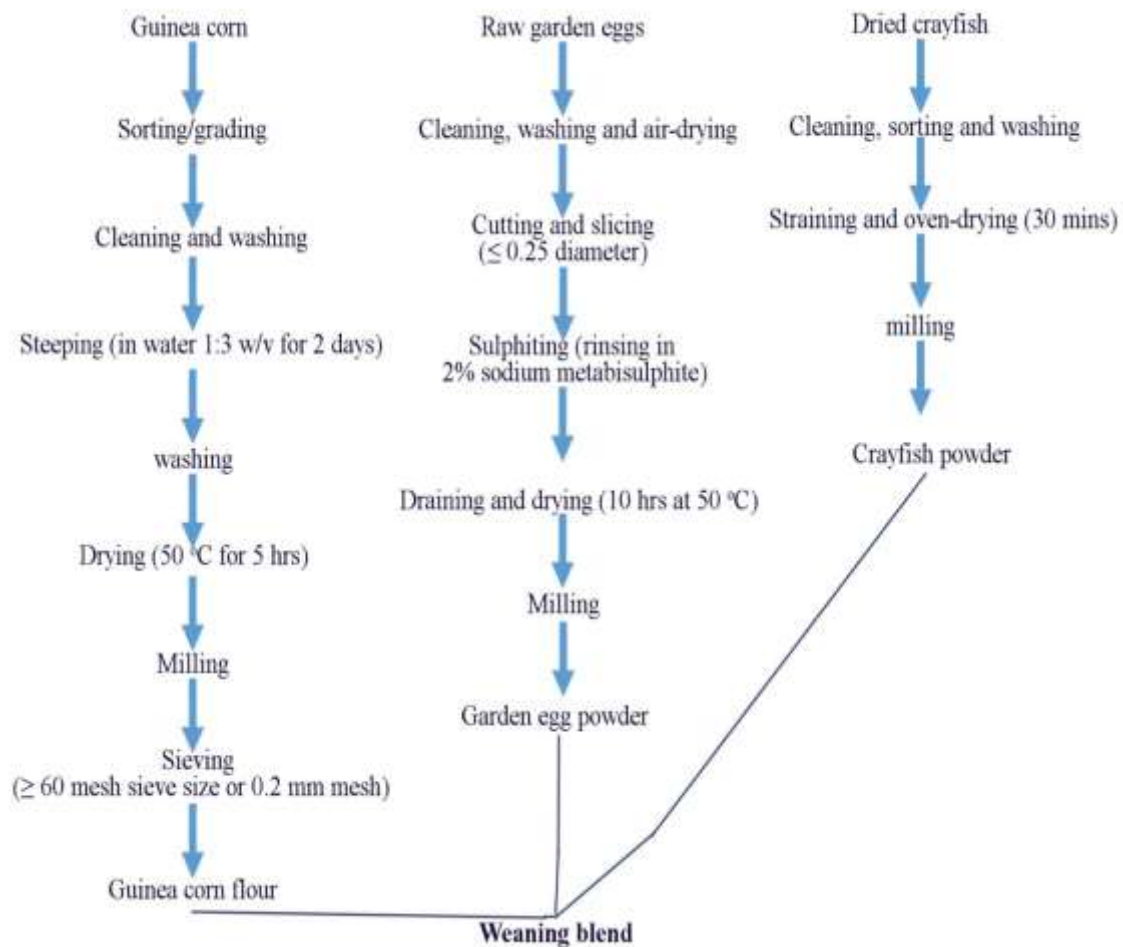 Guinea corn
Sorting/grading
Cleaning and washing
Steeping (in water 1:3 w/v for 2 days)
washing
Drying (50 °C for 5 hrs)
Milling
Sieving
(≥ 60 mesh sieve size or 0.2 mm mesh)
Guinea corn flour
Raw garden eggs
Cleaning, washing and air-drying
Cutting and slicing
(≤ 0.25 diameter)
Sulphiting (rinsing in
2% sodium metabisulphite)
Draining and drying (10 hrs at 50 °C)
Milling
Garden egg powder
Dried crayfish
Cleaning, sorting and washing
Straining and oven-drying (30 mins)
milling
Crayfish powder
Weaning blend